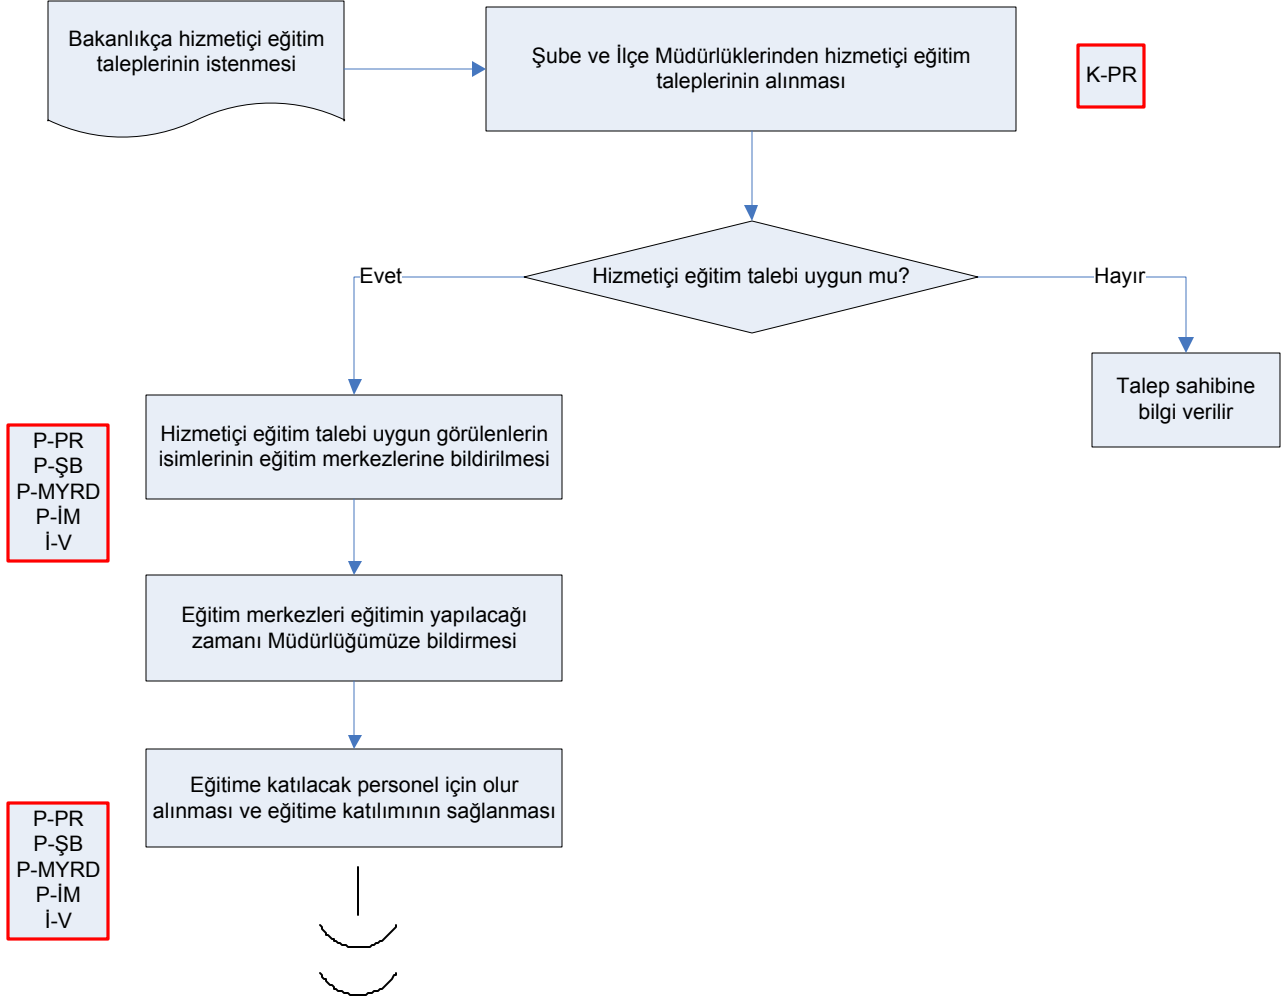 Bakanlıkça hizmetiçi eğitim
taleplerinin istenmesi
Şube ve İlçe Müdürlüklerinden hizmetiçi eğitim
taleplerinin alınması
K-PR
Hizmetiçi eğitim talebi uygun mu?
Evet
Hayır
Talep sahibine
bilgi verilir
Hizmetiçi eğitim talebi uygun görülenlerin
isimlerinin eğitim merkezlerine bildirilmesi
P-PR
P-ŞB
P-MYRD
P-İM
İ-V
Eğitim merkezleri eğitimin yapılacağı
zamanı Müdürlüğümüze bildirmesi
Eğitime katılacak personel için olur
alınması ve eğitime katılımının sağlanması
P-PR
P-ŞB
P-MYRD
P-İM
İ-V